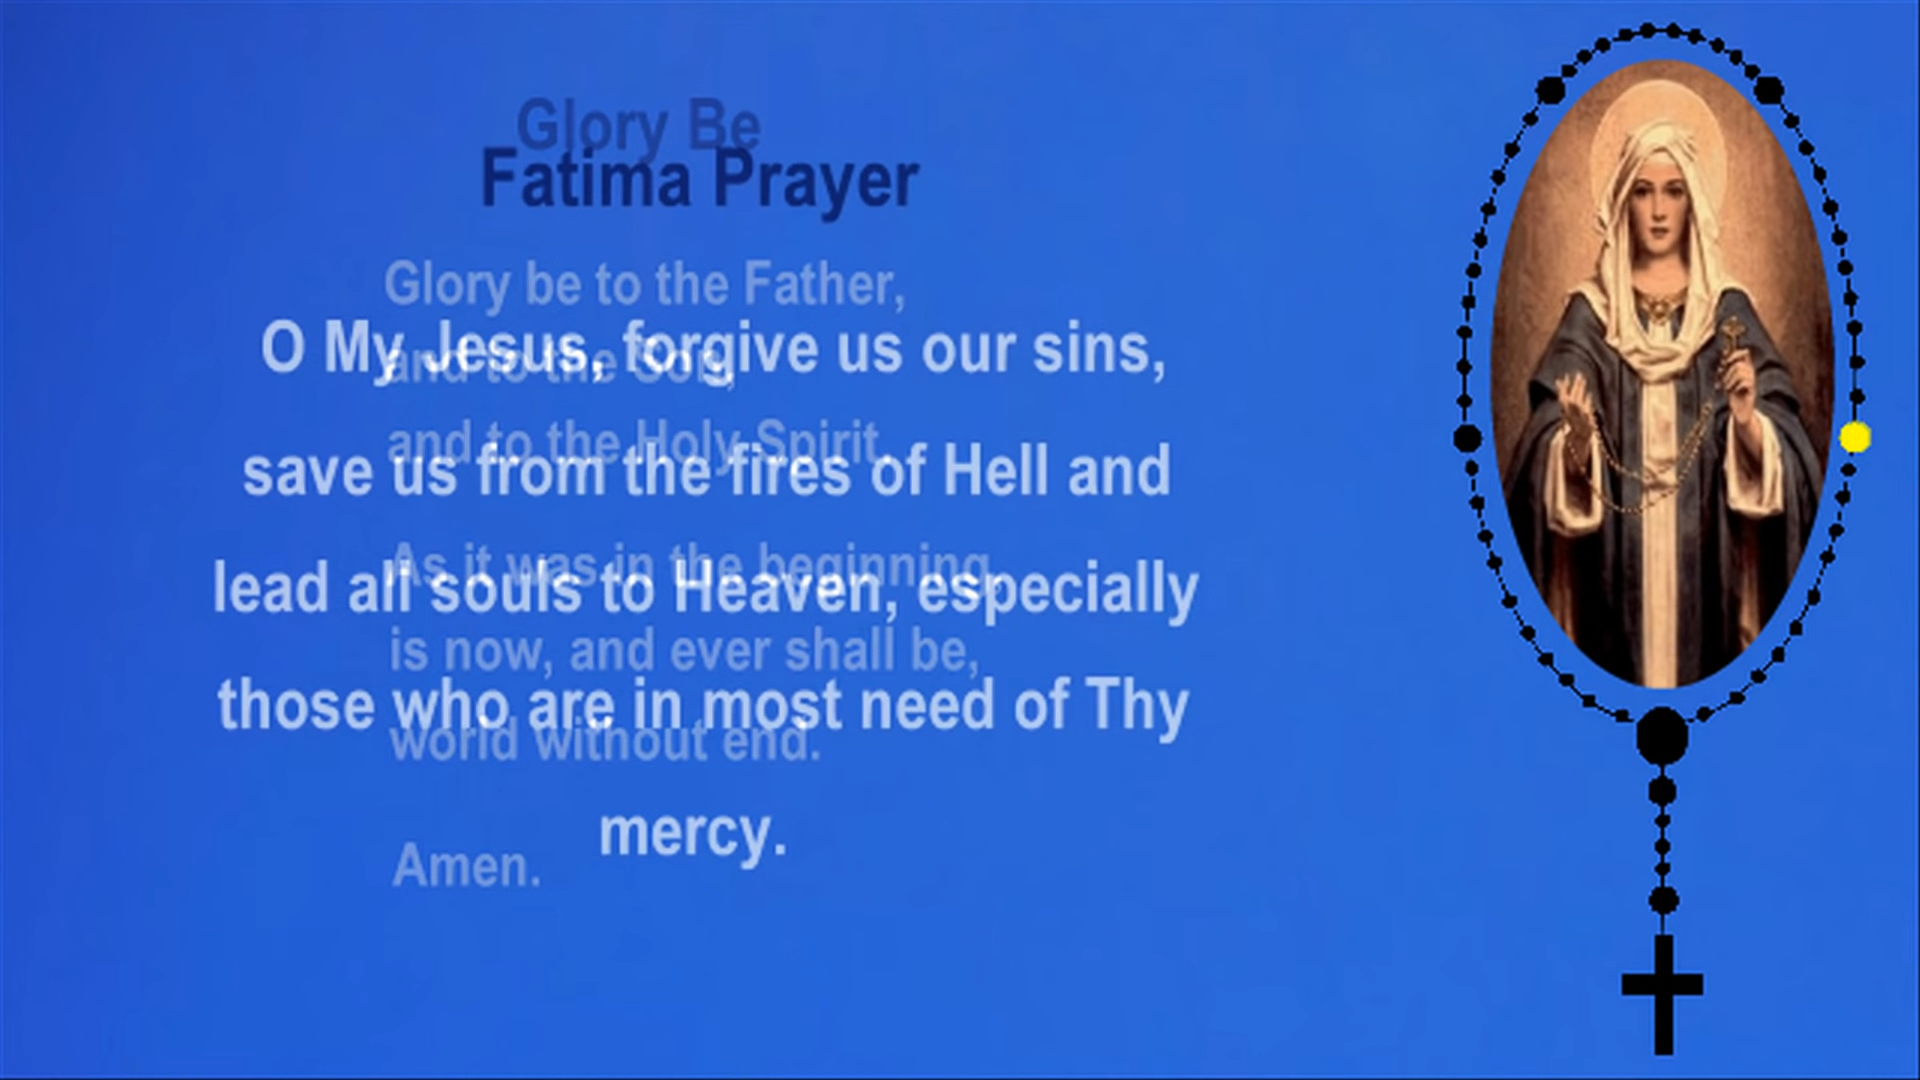 Glory Be
Fatima Prayer
Glory be to the Father,
O My Jesus, forgive us our sins,
and to the Son,
and to the Holy Spirit.
save us from the fires of Hell and
As it was in the beginning,
lead all souls to Heaven, especially
is now, and ever shall be,
those who are in most need of Thy
world without end.
mercy.
Amen.